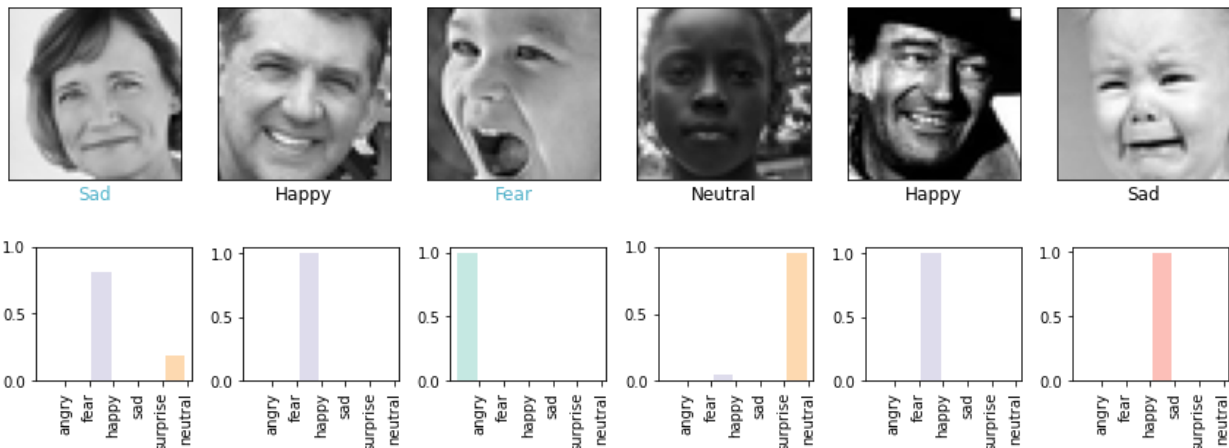 Sad Happy Fear Neutral Happy Sad
1.0 1.0 1.0 1.0 1.0 1.0
0.5 0.5 0.5 0.5 0.5 0.5
0.0 0.0 0.0 0.0 0.0 0.0
angry fear happy sad surprise neutral angry fear happy sad surprise neutral angry fear happy sad surprise neutral angry fear happy sad surprise neutral angry fear happy sad surprise neutral angry fear happy sad surprise neutral